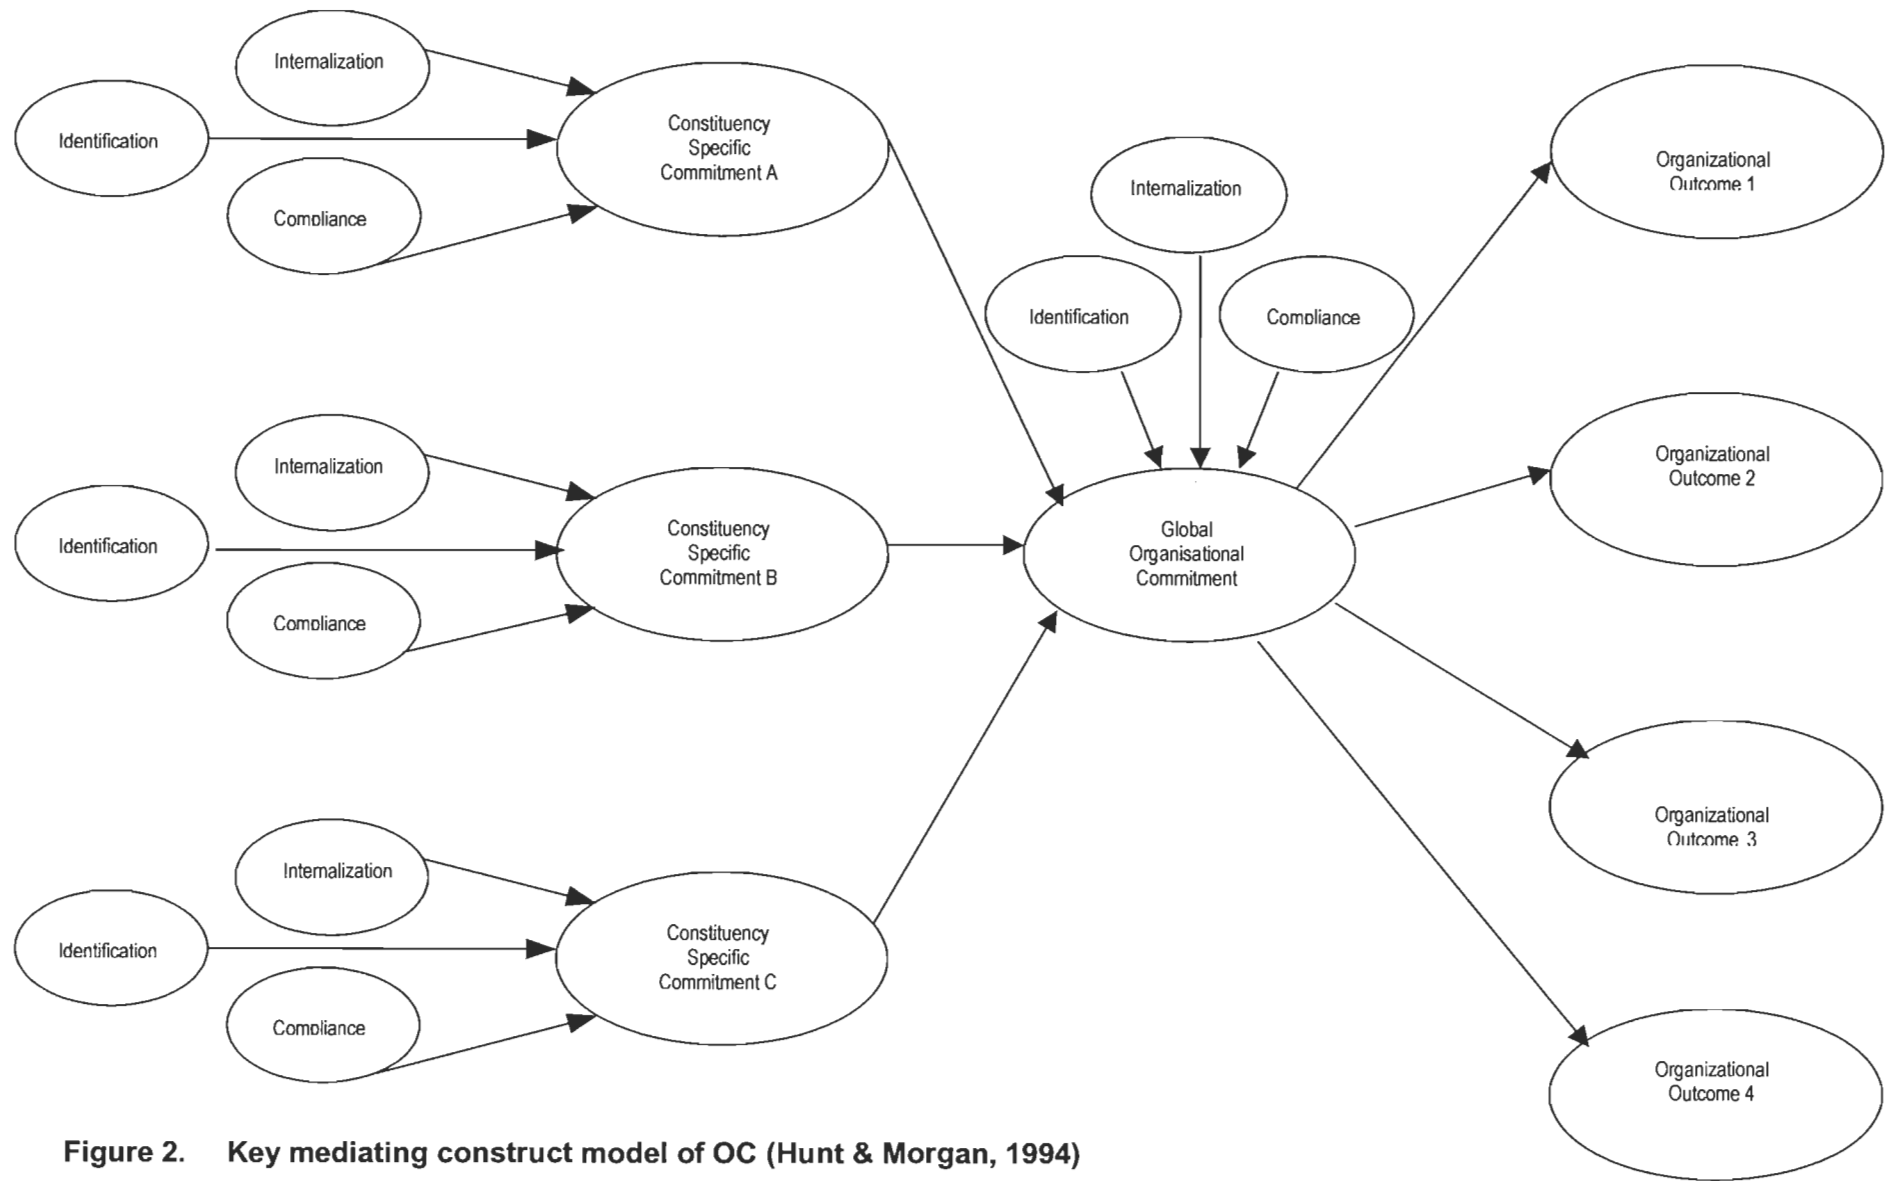 Internalization
Identification
Compliance
Constituency
Specific
Commitment A
Internalization
Identification
Compliance
Organizational
Outcome 1
Internalization
Identification
Compliance
Constituency
Specific
Commitment B
Global
Organisational
Commitment
Organizational
Outcome 2
Organizational
Outcome 3
Internalization
Identification
Compliance
Constituency
Specific
Commitment C
Organizational
Outcome 4
Figure 2. Key mediating construct model of OC (Hunt & Morgan, 1994)